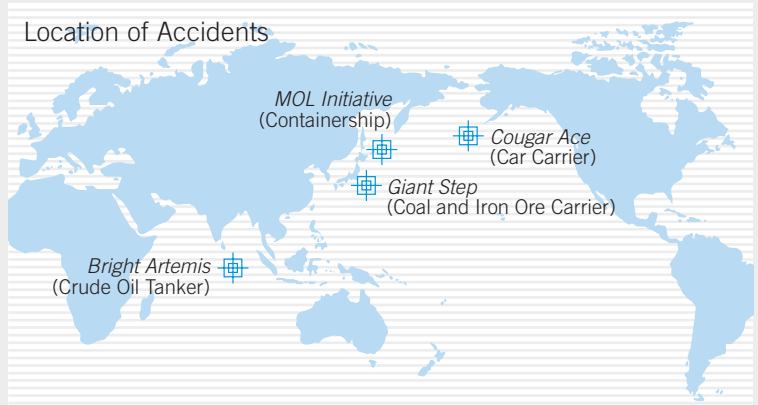 Location of Accidents
MOL Initiative
(Containership)
Cougar Ace
(Car Carrier)
Giant Step
(Coal and Iron Ore Carrier)
Bright Artemis
(Crude Oil Tanker)